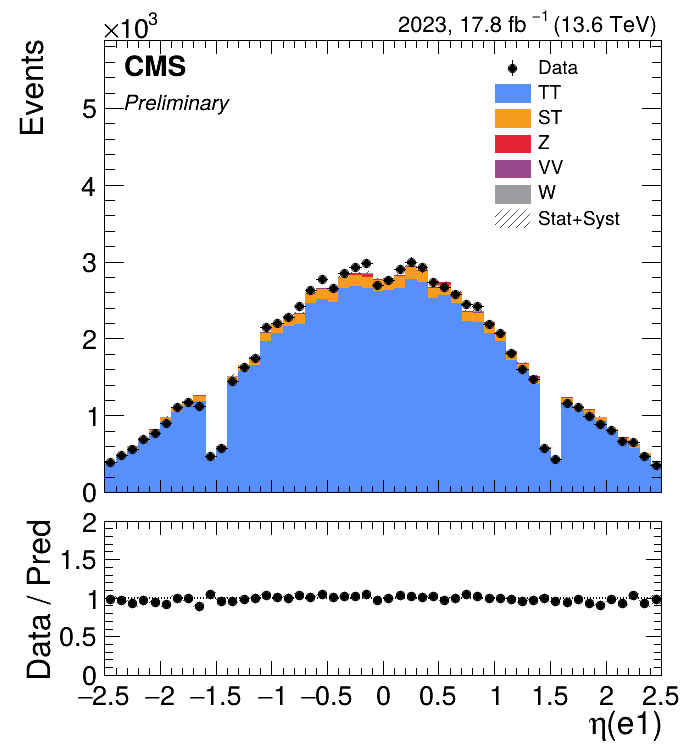 ×10³
2023, 17.8 fb⁻¹ (13.6 TeV)
Events
CMS
Preliminary
Data
TT
ST
Z
VV
W
Stat+Syst
5
4
3
2
1
0
Data / Pred
2
1.5
1
0.5
0
−2.5 −2 −1.5 −1 −0.5 0 0.5 1 1.5 2 2.5
η(e1)